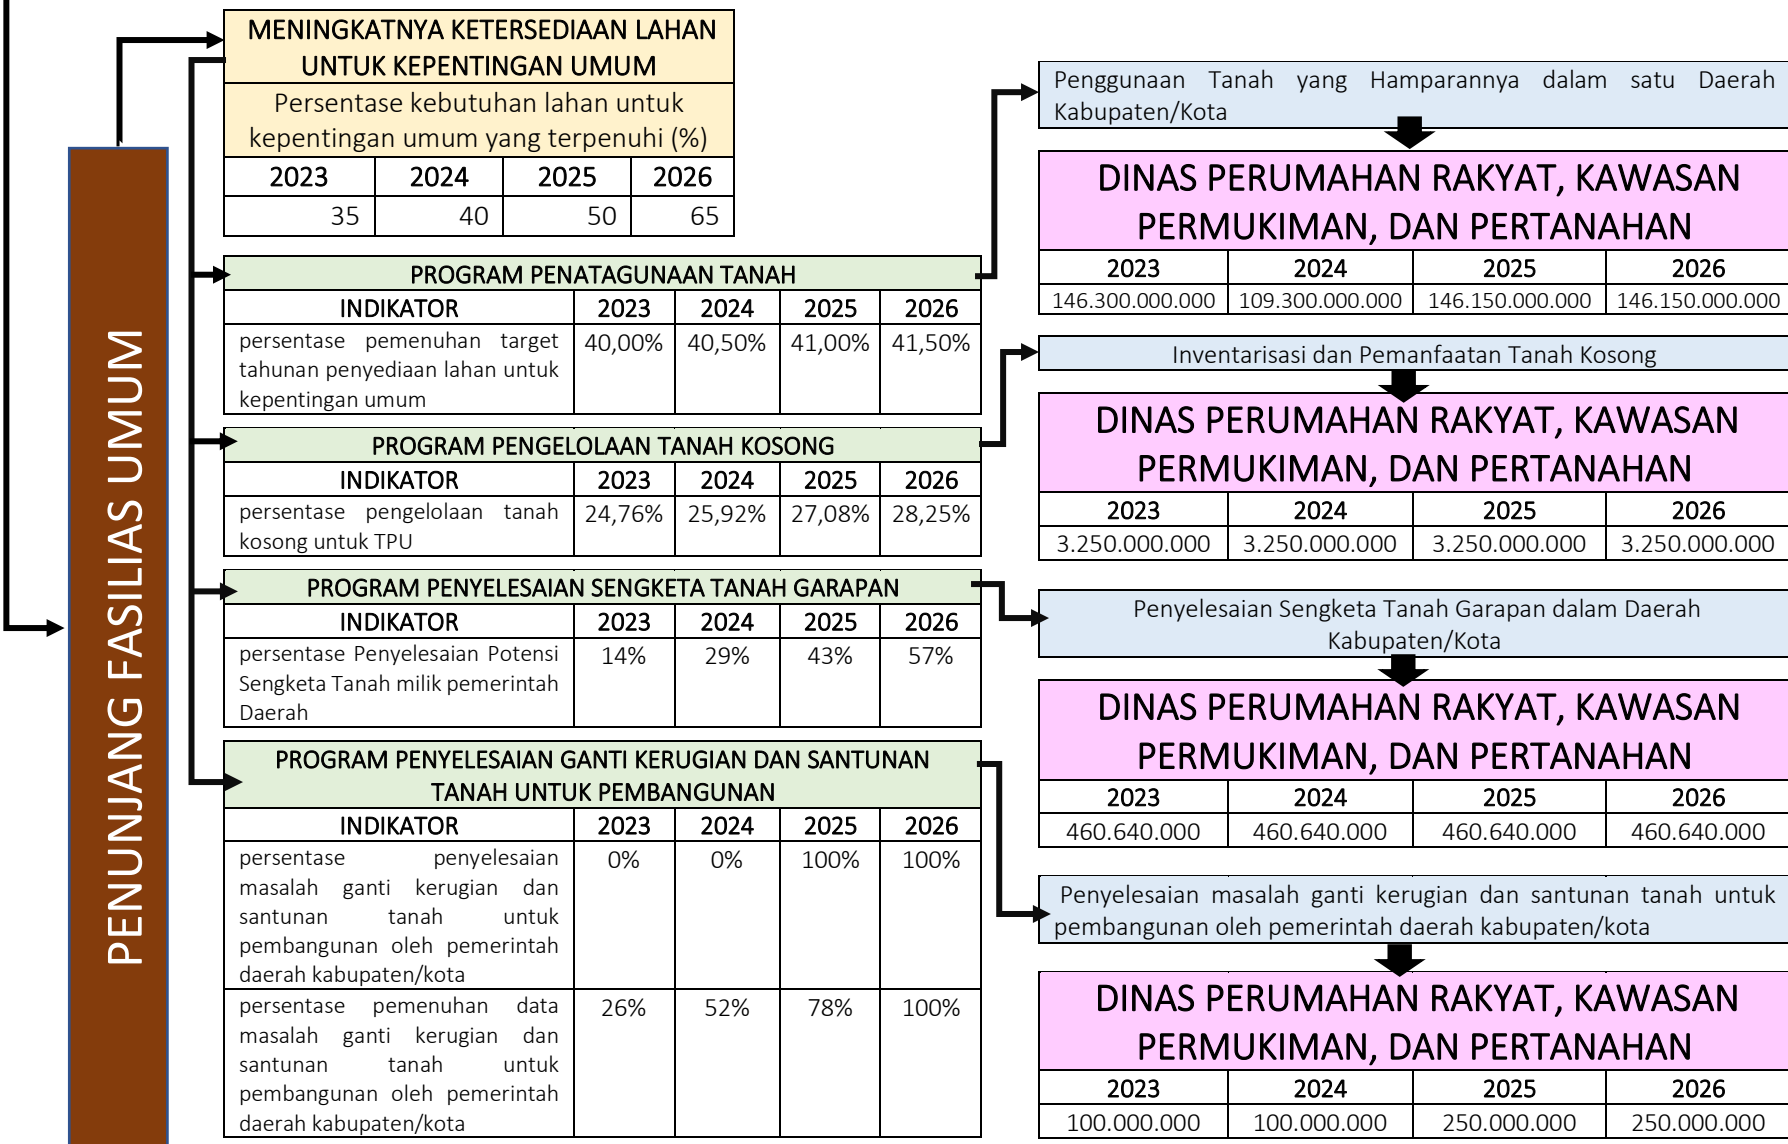 PENUNJANG FASILIAS UMUM
MENINGKATNYA KETERSEDIAAN LAHAN
UNTUK KEPENTINGAN UMUM
Persentase kebutuhan lahan untuk
kepentingan umum yang terpenuhi (%)
2023 2024 2025 2026
35 40 50 65
PROGRAM PENATAGUNAAN TANAH
INDIKATOR 2023 2024 2025 2026
persentase pemenuhan target 40,00% 40,50% 41,00% 41,50%
tahunan penyediaan lahan untuk
kepentingan umum
PROGRAM PENGELOLAAN TANAH KOSONG
INDIKATOR 2023 2024 2025 2026
persentase pengelolaan tanah 24,76% 25,92% 27,08% 28,25%
kosong untuk TPU
PROGRAM PENYELESAIAN SENGKETA TANAH GARAPAN
INDIKATOR 2023 2024 2025 2026
persentase Penyelesaian Potensi 14% 29% 43% 57%
Sengketa Tanah milik pemerintah
Daerah
PROGRAM PENYELESAIAN GANTI KERUGIAN DAN SANTUNAN
TANAH UNTUK PEMBANGUNAN
INDIKATOR 2023 2024 2025 2026
persentase penyelesaian 0% 0% 100% 100%
masalah ganti kerugian dan
santunan tanah untuk
pembangunan oleh pemerintah
daerah kabupaten/kota
persentase pemenuhan data 26% 52% 78% 100%
masalah ganti kerugian dan
santunan tanah untuk
pembangunan oleh pemerintah
daerah kabupaten/kota
Penggunaan Tanah yang Hamparannya dalam satu Daerah
Kabupaten/Kota
DINAS PERUMAHAN RAKYAT, KAWASAN
PERMUKIMAN, DAN PERTANAHAN
2023 2024 2025 2026
146.300.000.000 109.300.000.000 146.150.000.000 146.150.000.000
Inventarisasi dan Pemanfaatan Tanah Kosong
DINAS PERUMAHAN RAKYAT, KAWASAN
PERMUKIMAN, DAN PERTANAHAN
2023 2024 2025 2026
3.250.000.000 3.250.000.000 3.250.000.000 3.250.000.000
Penyelesaian Sengketa Tanah Garapan dalam Daerah
Kabupaten/Kota
DINAS PERUMAHAN RAKYAT, KAWASAN
PERMUKIMAN, DAN PERTANAHAN
2023 2024 2025 2026
460.640.000 460.640.000 460.640.000 460.640.000
Penyelesaian masalah ganti kerugian dan santunan tanah untuk
pembangunan oleh pemerintah daerah kabupaten/kota
DINAS PERUMAHAN RAKYAT, KAWASAN
PERMUKIMAN, DAN PERTANAHAN
2023 2024 2025 2026
100.000.000 100.000.000 250.000.000 250.000.000